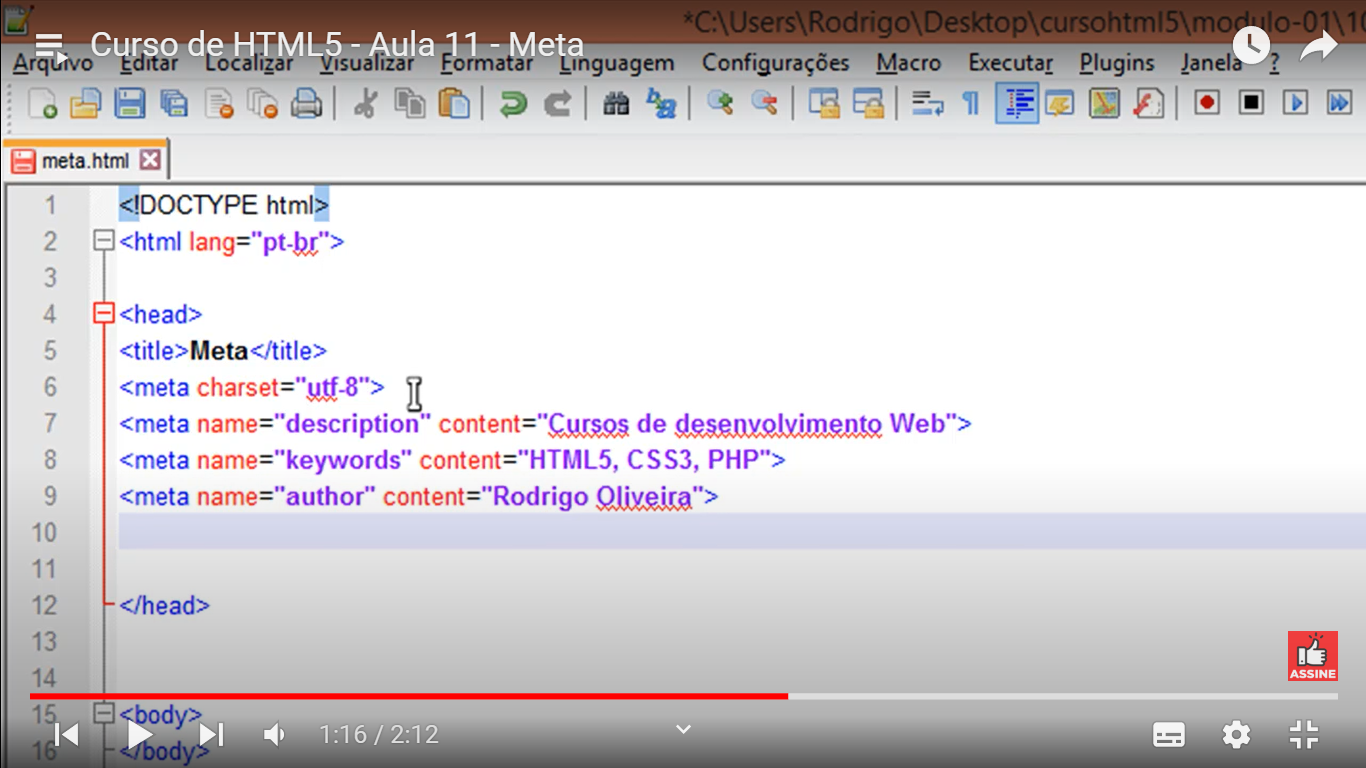 *C:\Users\Rodrigo\Desktop\cursohtml5\modulo-01\10
Curso de HTML5 - Aula 11 - Meta
Arquivo Editar Localizar Visualizar Formatar Linguagem Configurações Macro Executar Plugins Janela ?
meta.html
1 <!DOCTYPE html>
2 <html lang="pt-br">
3
4 <head>
5 <title>Meta</title>
6 <meta charset="utf-8">
7 <meta name="description" content="Cursos de desenvolvimento Web">
8 <meta name="keywords" content="HTML5, CSS3, PHP">
9 <meta name="author" content="Rodrigo Oliveira">
10
11
12 </head>
13
14
ASSINE
15 <body>
1:16 / 2:12
16 </body>